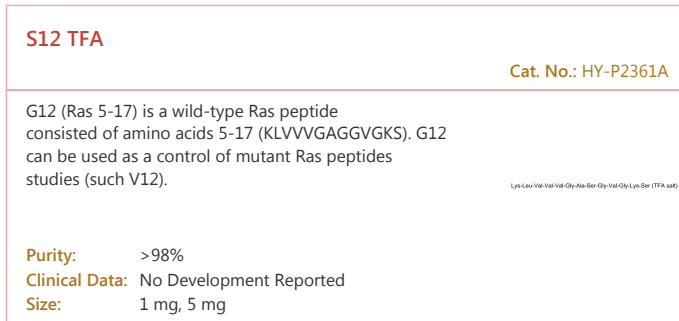 S12 TFA
Cat. No.: HY-P2361A
G12 (Ras 5-17) is a wild-type Ras peptide
consisted of amino acids 5-17 (KLVVVGAGGVGKS). G12
can be used as a control of mutant Ras peptides
studies (such V12).
Lys-Leu-Val-Val-Val-Gly-Ala-Ser-Gly-Val-Gly-Lys-Ser (TFA salt)
Purity: >98%
Clinical Data: No Development Reported
Size: 1 mg, 5 mg